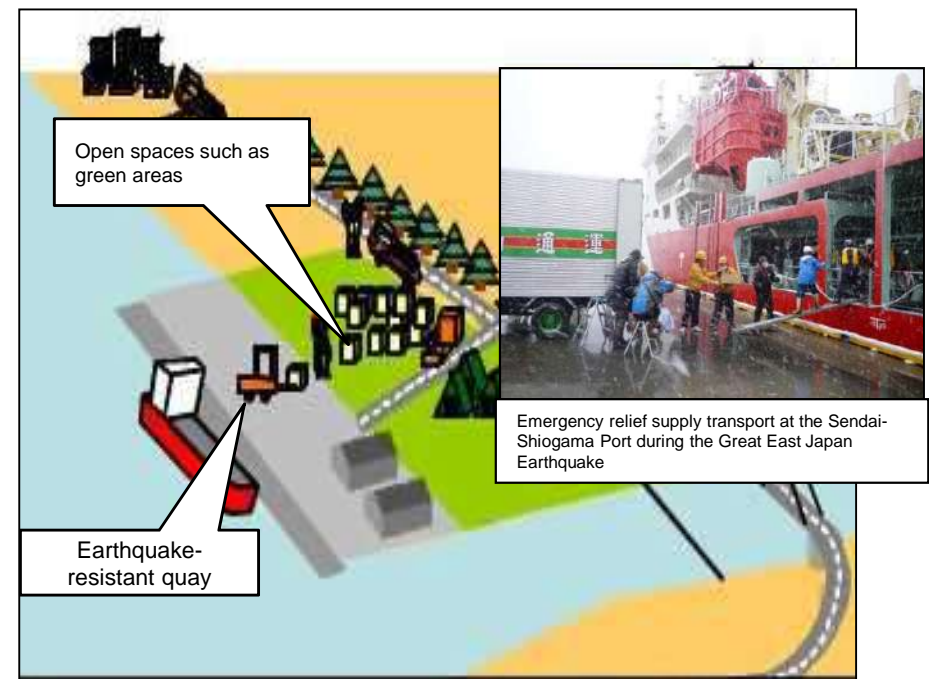 Open spaces such as
green areas
通 運
Emergency relief supply transport at the Sendai-
Shiogama Port during the Great East Japan
Earthquake
Earthquake-
resistant quay